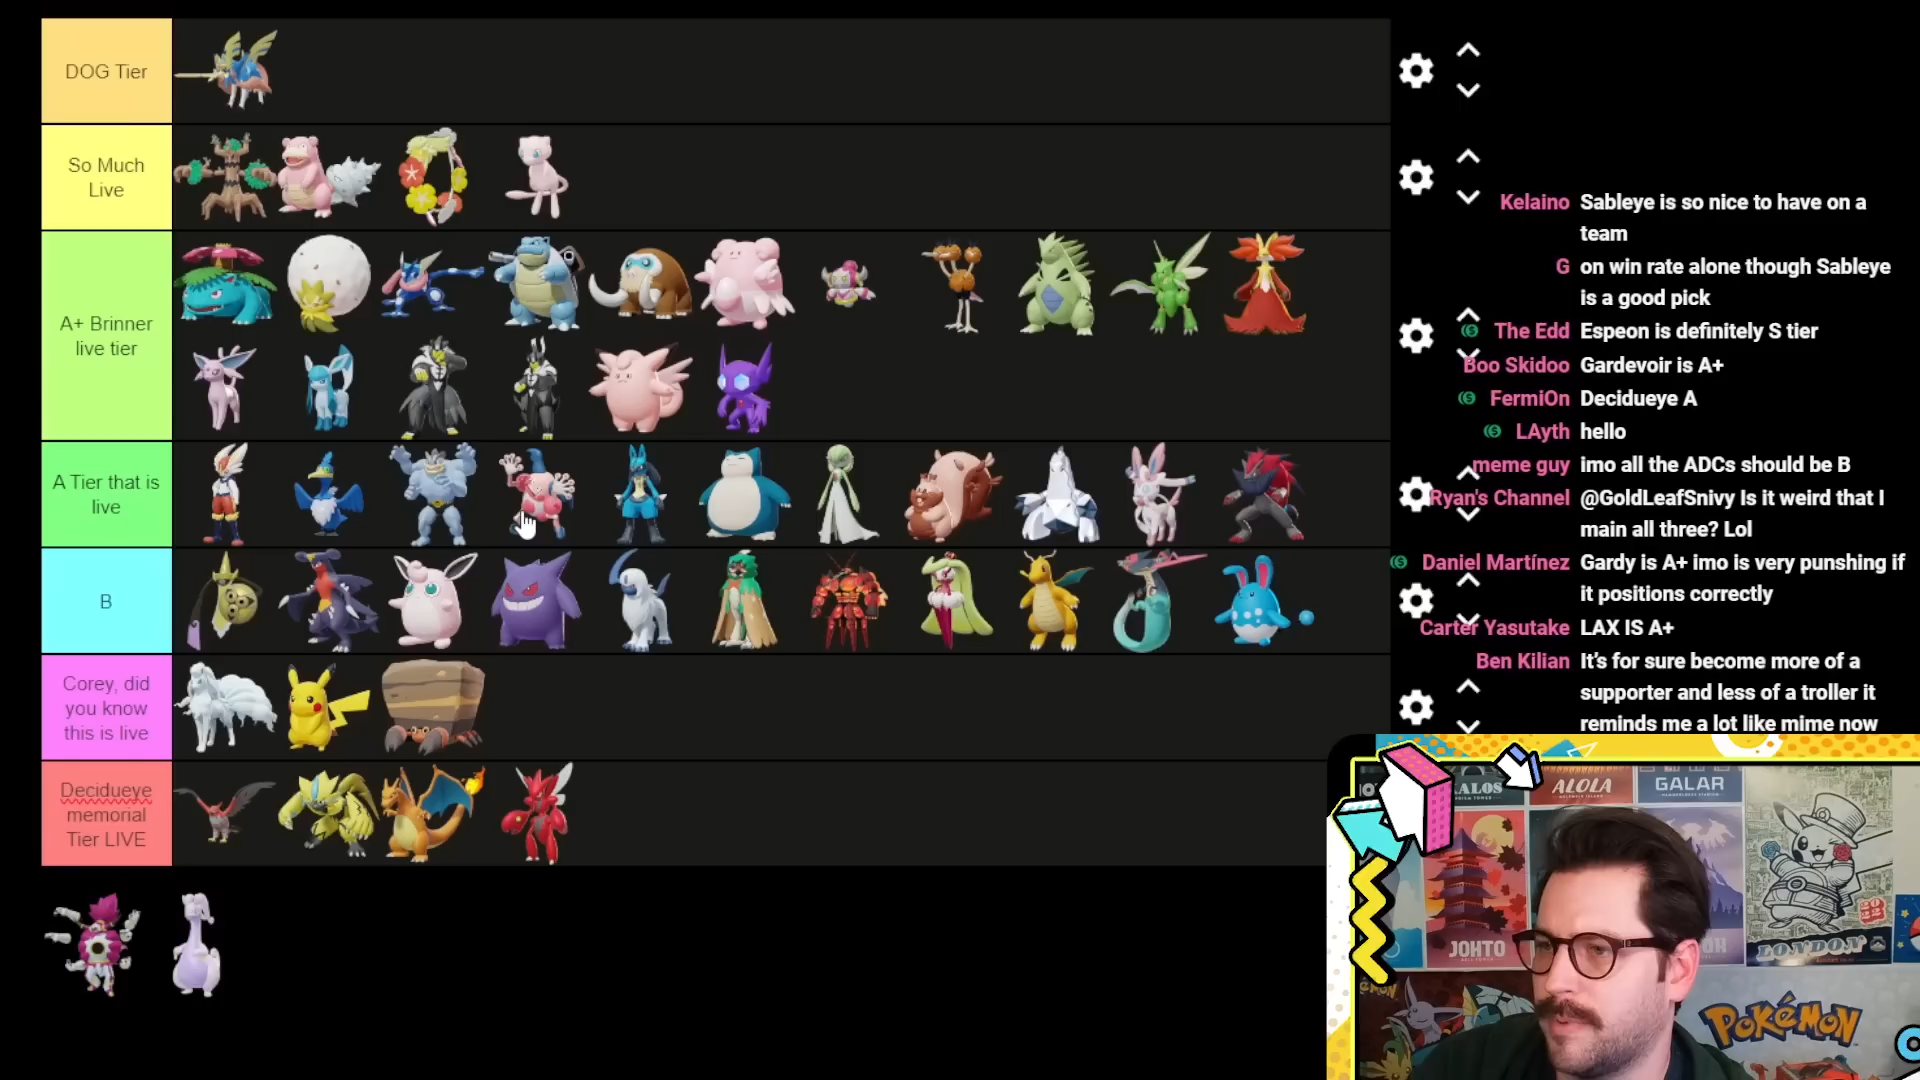 DOG Tier
So Much
Live
A+ Brinner
live tier
A Tier that is
live
B
Corey, did
you know
this is live
Decidueye
memorial
Tier LIVE
Kelaino Sableye is so nice to have on a
team
G on win rate alone though Sableye
is a good pick
The Edd Espeon is definitely S tier
Boo Skidoo Gardevoir is A+
FermiOn Decidueye A
LAyth hello
meme guy imo all the ADCs should be B
Ryan's Channel @GoldLeafSnivy Is it weird that I
main all three? Lol
Daniel Martínez Gardy is A+ imo is very punshing if
it positions correctly
Carter Yasutake LAX IS A+
Ben Kilian It's for sure become more of a
supporter and less of a troller it
reminds me a lot like mime now
ALOLA
GALAR
JOHTO
LONDON
2022
POKÉMON